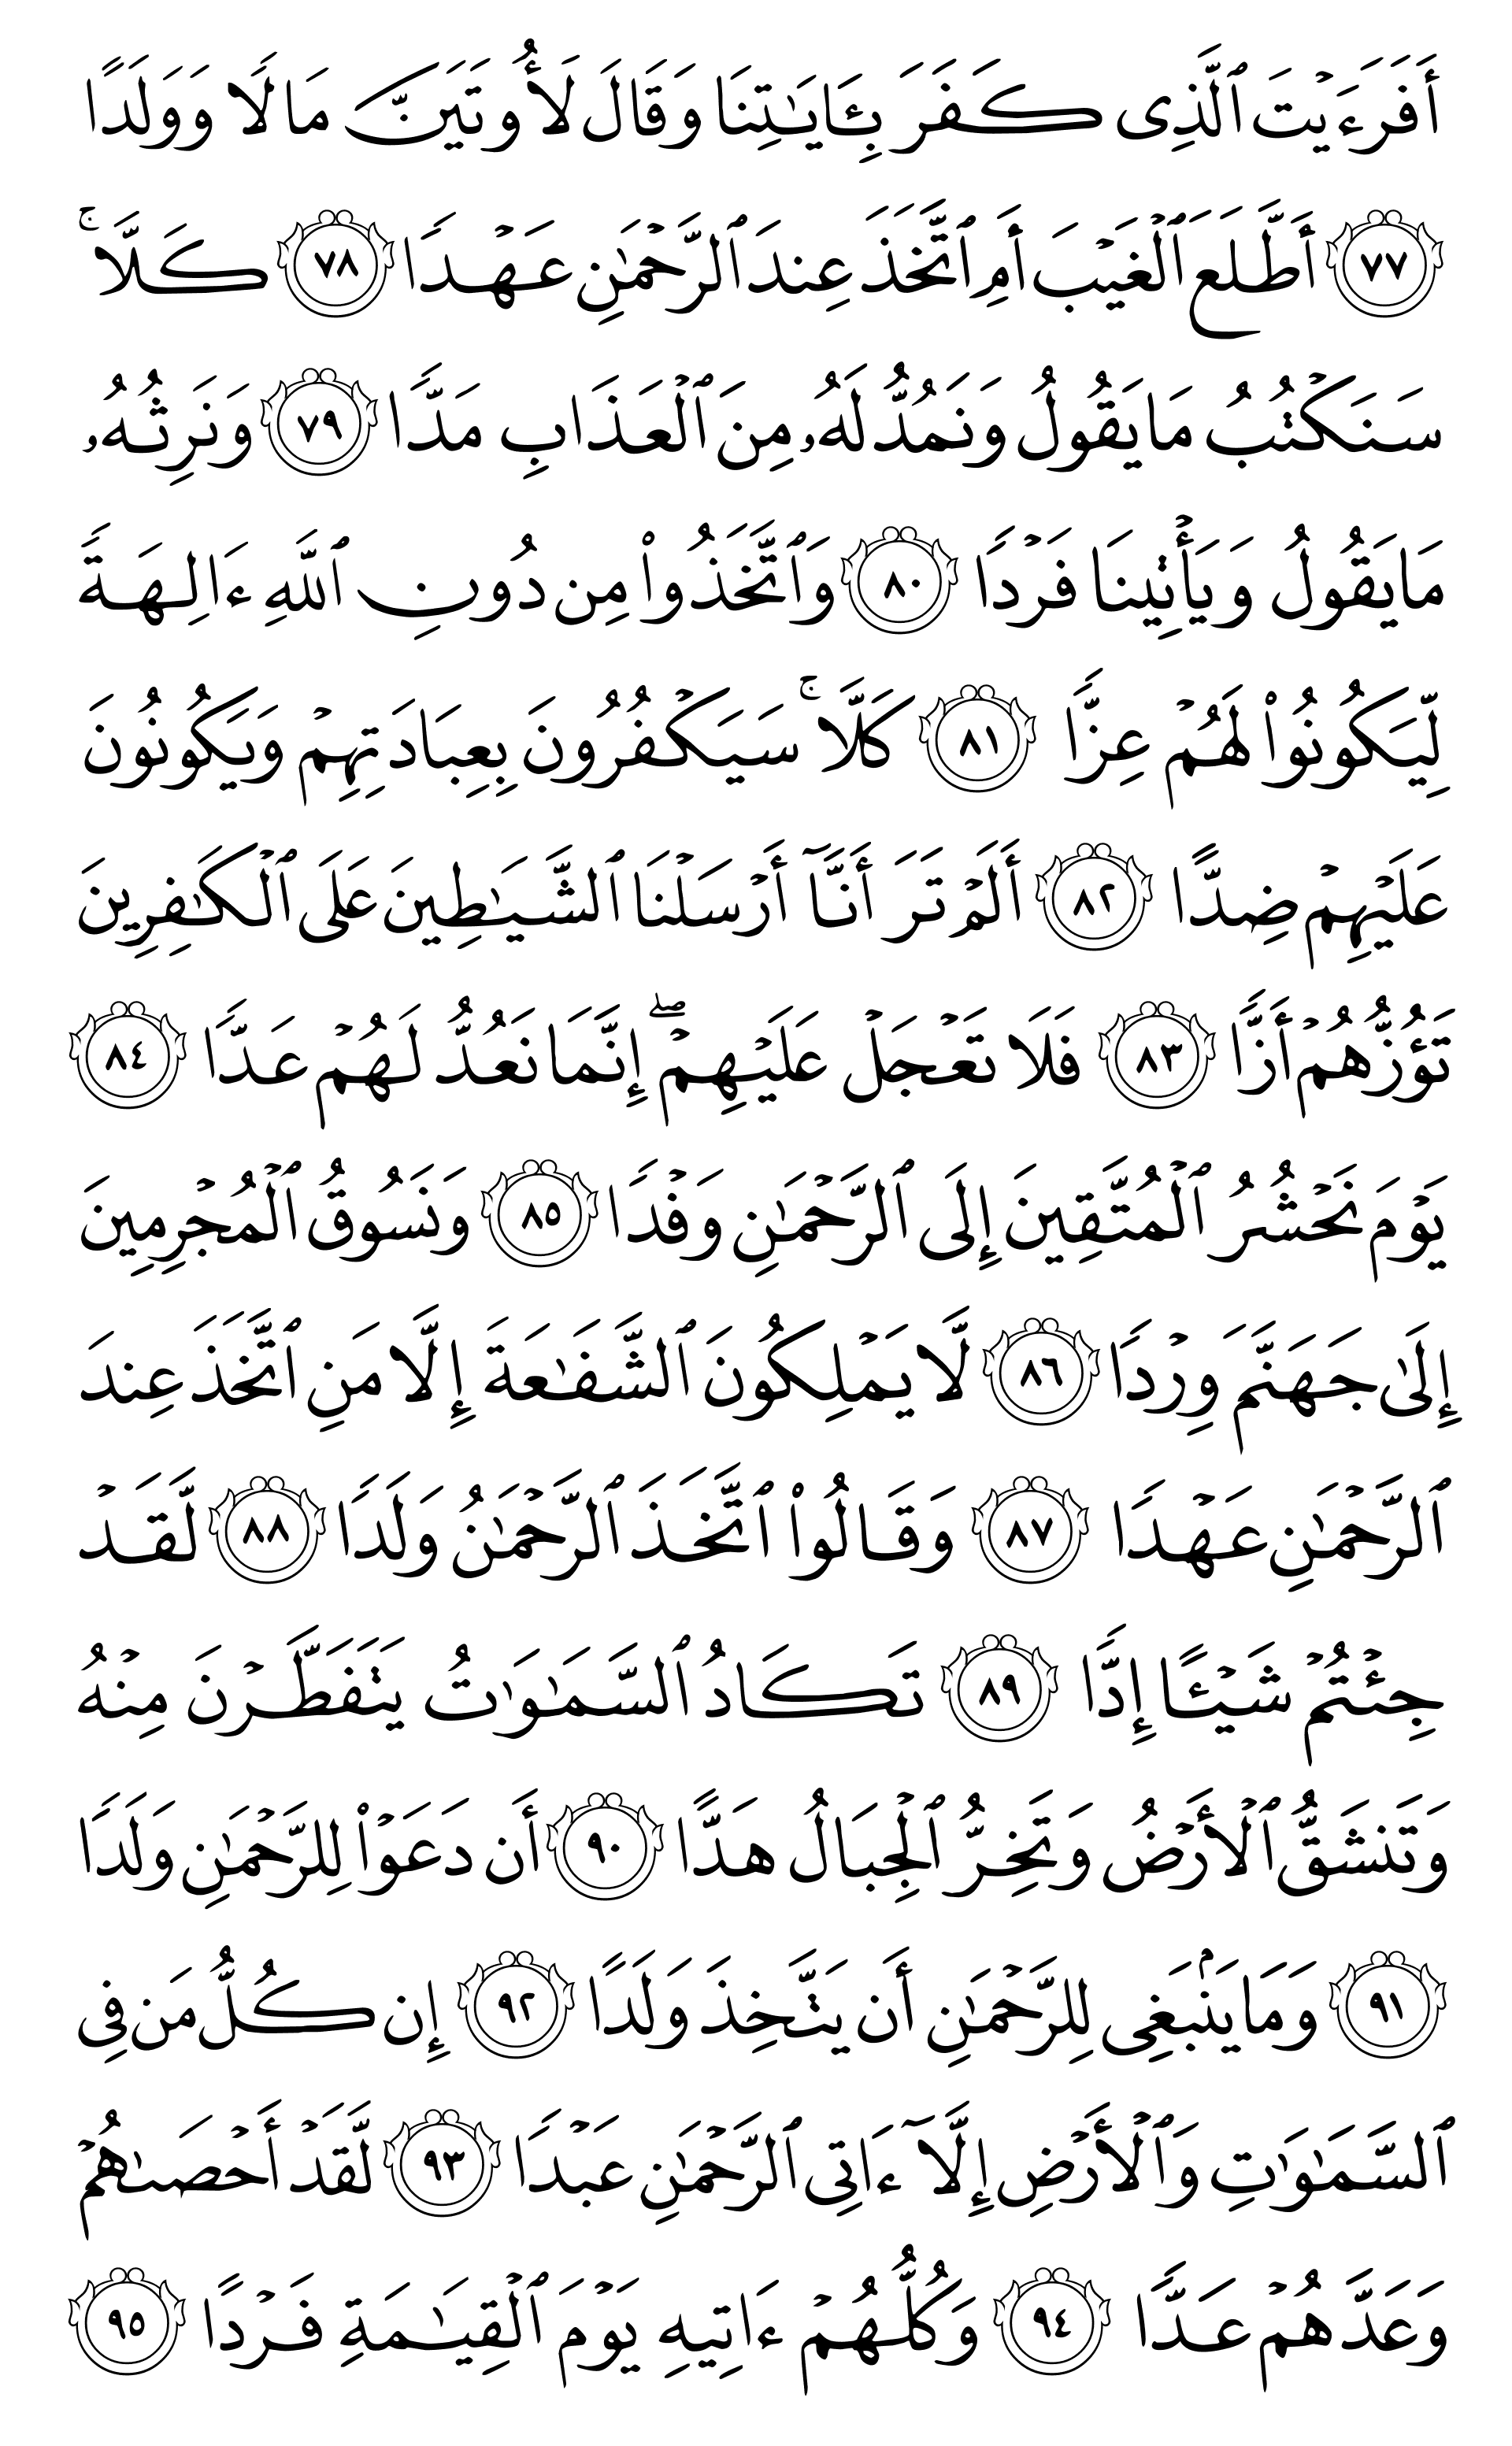 أَفَرَءَيۡتَ ٱلَّذِى كَفَرَ بِـَٔايَـٰتِنَا وَقَالَ لَأُوتَيَنَّ مَالًا وَوَلَدًا
٧٧ أَطَّلَعَ ٱلۡغَيۡبَ أَمِ ٱتَّخَذَ عِندَ ٱلرَّحۡمَـٰنِ عَهۡدًا ٧٨ كَلَّاۚ
سَنَكۡتُبُ مَا يَقُولُ وَنَمُدُّ لَهُۥ مِنَ ٱلۡعَذَابِ مَدًّا ٧٩ وَنَرِثُهُۥ
مَا يَقُولُ وَيَأۡتِينَا فَرۡدًا ٨٠ وَٱتَّخَذُواْ مِن دُونِ ٱللَّهِ ءَالِهَةً
لِّيَكُونُواْ لَهُمۡ عِزًّا ٨١ كَلَّاۚ سَيَكۡفُرُونَ بِعِبَادَتِهِمۡ وَيَكُونُونَ
عَلَيۡهِمۡ ضِدًّا ٨٢ أَلَمۡ تَرَ أَنَّآ أَرۡسَلۡنَا ٱلشَّيَـٰطِينَ عَلَى ٱلۡكَـٰفِرِينَ
تَؤُزُّهُمۡ أَزًّا ٨٣ فَلَا تَعۡجَلۡ عَلَيۡهِمۡۖ إِنَّمَا نَعُدُّ لَهُمۡ عَدًّا ٨٤
يَوۡمَ نَحۡشُرُ ٱلۡمُتَّقِينَ إِلَى ٱلرَّحۡمَـٰنِ وَفۡدًا ٨٥ وَنَسُوقُ ٱلۡمُجۡرِمِينَ
إِلَىٰ جَهَنَّمَ وِرۡدًا ٨٦ لَّا يَمۡلِكُونَ ٱلشَّفَـٰعَةَ إِلَّا مَنِ ٱتَّخَذَ عِندَ
ٱلرَّحۡمَـٰنِ عَهۡدًا ٨٧ وَقَالُواْ ٱتَّخَذَ ٱلرَّحۡمَـٰنُ وَلَدًا ٨٨ لَّقَدۡ
جِئۡتُمۡ شَيۡـًٔا إِدًّا ٨٩ تَكَادُ ٱلسَّمَـٰوَٰتُ يَتَفَطَّرۡنَ مِنۡهُ
وَتَنشَقُّ ٱلۡأَرۡضُ وَتَخِرُّ ٱلۡجِبَالُ هَدًّا ٩٠ أَن دَعَوۡاْ لِلرَّحۡمَـٰنِ وَلَدًا
٩١ وَمَا يَنۢبَغِى لِلرَّحۡمَـٰنِ أَن يَتَّخِذَ وَلَدًا ٩٢ إِن كُلُّ مَن فِى
ٱلسَّمَـٰوَٰتِ وَٱلۡأَرۡضِ إِلَّآ ءَاتِى ٱلرَّحۡمَـٰنِ عَبۡدًا ٩٣ لَّقَدۡ أَحۡصَىٰهُمۡ
وَعَدَّهُمۡ عَدًّا ٩٤ وَكُلُّهُمۡ ءَاتِيهِ يَوۡمَ ٱلۡقِيَـٰمَةِ فَرۡدًا ٩٥